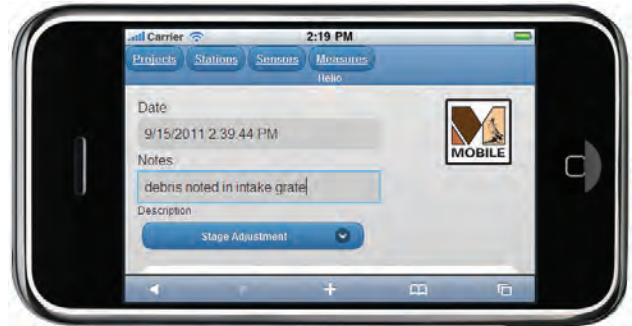 Carrier 2:19 PM
Projects Stations Sensors Measures
Hello
Date
9/15/2011 2:39:44 PM
MOBILE
Notes
debris noted in intake grate
Description
Stage Adjustment